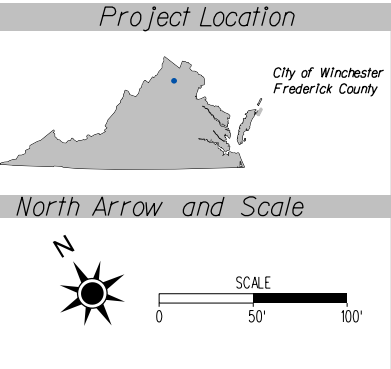 Project Location
City of Winchester
Frederick County
North Arrow and Scale
N
SCALE
0 50' 100'